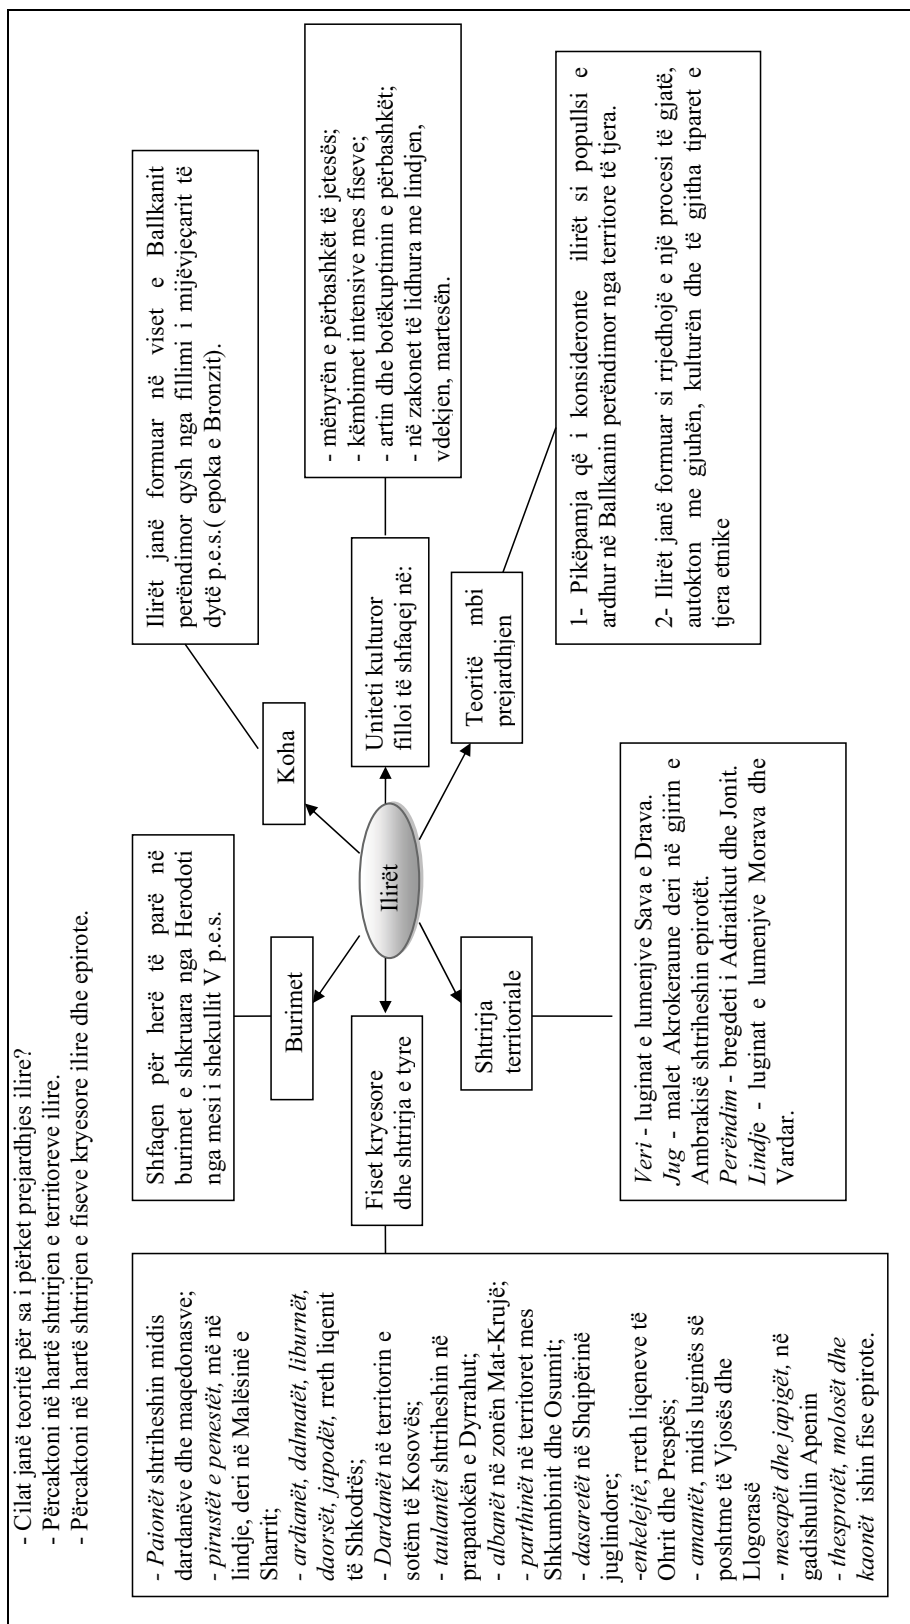 - Cilat janë teoritë për sa i përket prejardhjes ilire?
- Përcaktoni në hartë shtrirjen e territoreve ilire.
- Përcaktoni në hartë shtrirjen e fiseve kryesore ilire dhe epirote.
Shfaqen për herë të parë në
burimet e shkruara nga Herodoti
nga mesi i shekullit V p.e.s.
Burimet
Ilirët janë formuar në viset e Ballkanit
perëndimor qysh nga fillimi i mijëvjeçarit të
dytë p.e.s.( epoka e Bronzit).
Koha
- Paionët shtriheshin midis
dardanëve dhe maqedonasve;
- pirustët e penestët, më në
lindje, deri në Malësinë e
Sharrit;
- ardianët, dalmatët, liburnët,
daorsët, japodët, rreth liqenit
të Shkodrës;
- Dardanët në territorin e
sotëm të Kosovës;
- taulantët shtriheshin në
prapatokën e Dyrrahut;
- albanët në zonën Mat-Krujë;
- parthinët në territoret mes
Shkumbinit dhe Osumit;
- dasaretët në Shqipërinë
juglindore;
-enkelejtë, rreth liqeneve të
Ohrit dhe Prespës;
- amantët, midis luginës së
poshtme të Vjosës dhe
Llogorasë
- mesapët dhe japigët, në
gadishullin Apenin
- thesprotët, molosët dhe
kaonët ishin fise epirote.
Fiset kryesore
dhe shtrirja e tyre
Ilirët
Uniteti kulturor
filloi të shfaqej në:
- mënyrën e përbashkët të jetesës;
- këmbimet intensive mes fiseve;
- artin dhe botëkuptimin e përbashkët;
- në zakonet të lidhura me lindjen,
vdekjen, martesën.
Shtrirja
territoriale
Veri - luginat e lumenjve Sava e Drava.
Jug - malet Akrokeraune deri në gjirin e
Ambrakisë shtriheshin epirotët.
Perëndim - bregdeti i Adriatikut dhe Jonit.
Lindje - luginat e lumenjve Morava dhe
Vardar.
Teoritë mbi
prejardhjen
1- Pikëpamja që i konsideronte ilirët si popullsi e
ardhur në Ballkanin perëndimor nga territore të tjera.
2- Ilirët janë formuar si rrjedhojë e një procesi të gjatë,
autokton me gjuhën, kulturën dhe të gjitha tiparet e
tjera etnike